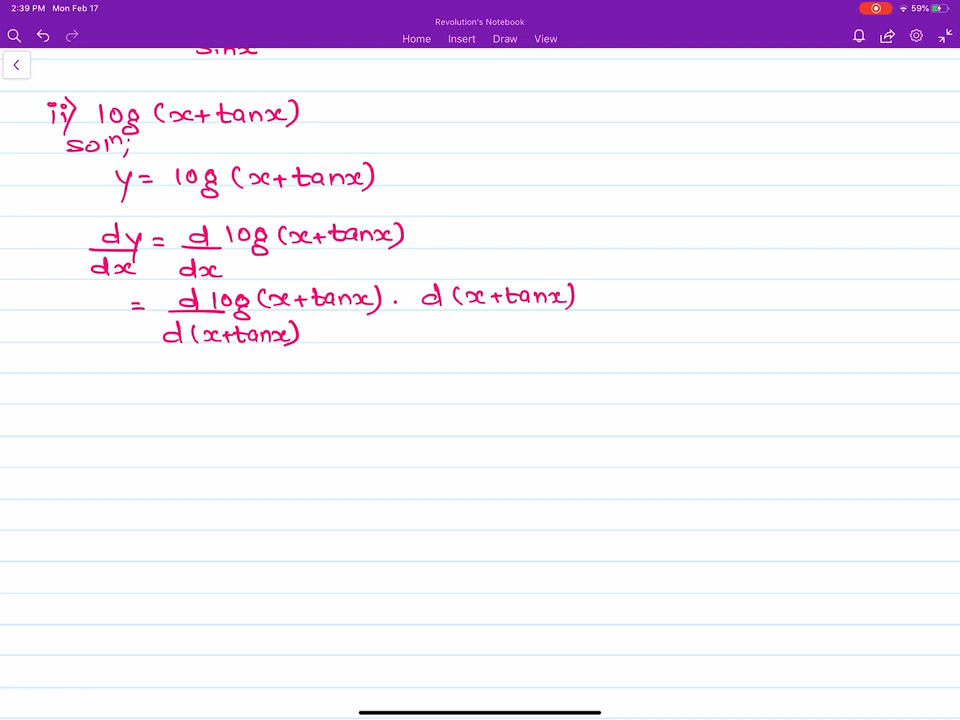 2:39 PM Mon Feb 17
59%
Revolution's Notebook
Home Insert Draw View
sinx
ii) log (x+tanx)
soln;
y = log (x+tanx)
dy/dx = d/dx log (x+tanx)
= d log (x+tanx)/d(x+tanx) . d (x+tanx)